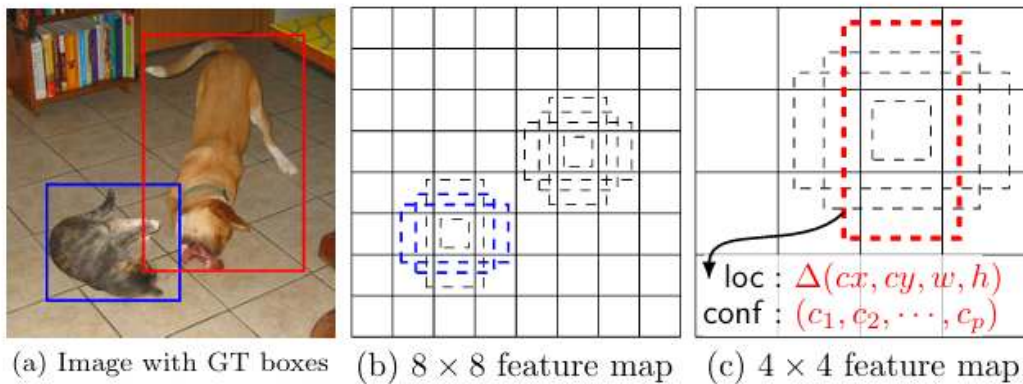 loc : Δ(cx, cy, w, h)
conf : (c₁, c₂, ⋯, cₚ)
(a) Image with GT boxes
(b) 8 × 8 feature map
(c) 4 × 4 feature map